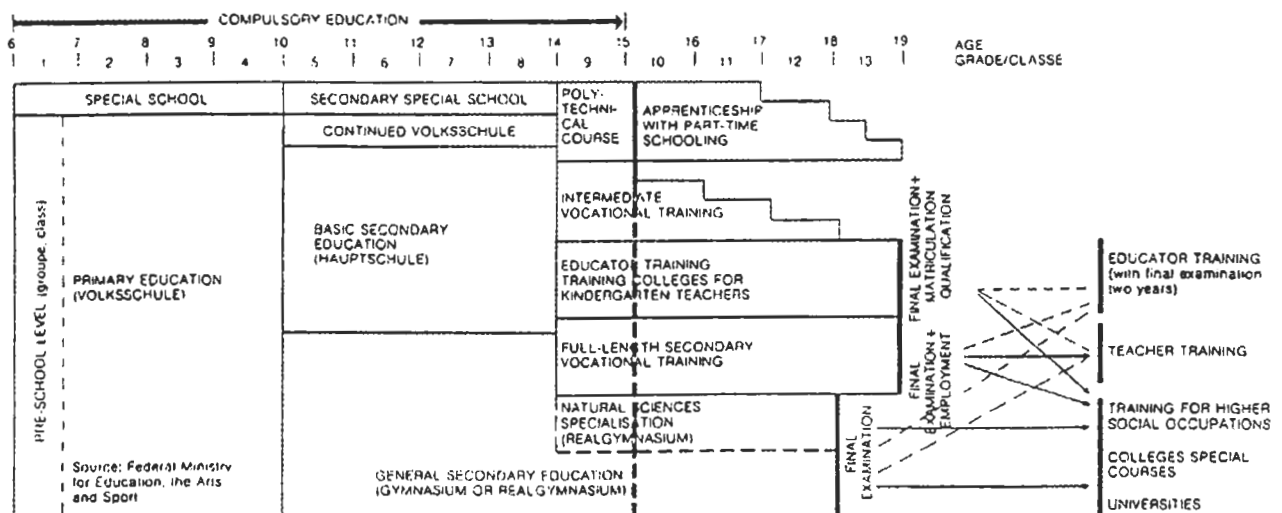 COMPULSORY EDUCATION
6 7 8 9 10 11 12 13 14 15 16 17 18 19 AGE
1 2 3 4 5 6 7 8 9 10 11 12 13 GRADE/CLASSE
SPECIAL SCHOOL
SECONDARY SPECIAL SCHOOL
CONTINUED VOLKSSCHULE
POLY-
TECHNICAL
CAL
COURSE
APPRENTICESHIP
WITH PART-TIME
SCHOOLING
INTERMEDIATE
VOCATIONAL TRAINING
PRE-SCHOOL LEVEL (groupe, class)
PRIMARY EDUCATION
(VOLKSSCHULE)
BASIC SECONDARY
EDUCATION
(HAUPTSCHULE)
EDUCATOR TRAINING
TRAINING COLLEGES FOR
KINDERGARTEN TEACHERS
FULL-LENGTH SECONDARY
VOCATIONAL TRAINING
NATURAL SCIENCES
SPECIALISATION
(REALGYMNASIUM)
GENERAL SECONDARY EDUCATION
(GYMNASIUM OR REALGYMNASIUM)
Source: Federal Ministry
for Education, the Arts
and Sport
FINAL EXAMINATION +
MATRICULATION
QUALIFICATION
FINAL
EXAMINATION +
EMPLOYMENT
FINAL
EXAMINATION
EDUCATOR TRAINING
(with final examination
two years)
TEACHER TRAINING
TRAINING FOR HIGHER
SOCIAL OCCUPATIONS
COLLEGES SPECIAL
COURSES
UNIVERSITIES